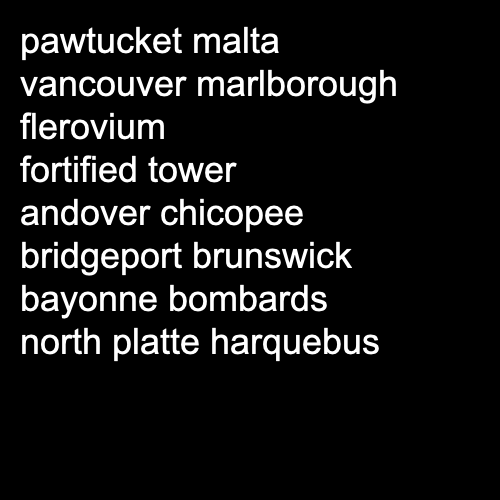 pawtucket malta
vancouver marlborough
flerovium
fortified tower
andover chicopee
bridgeport brunswick
bayonne bombards
north platte harquebus